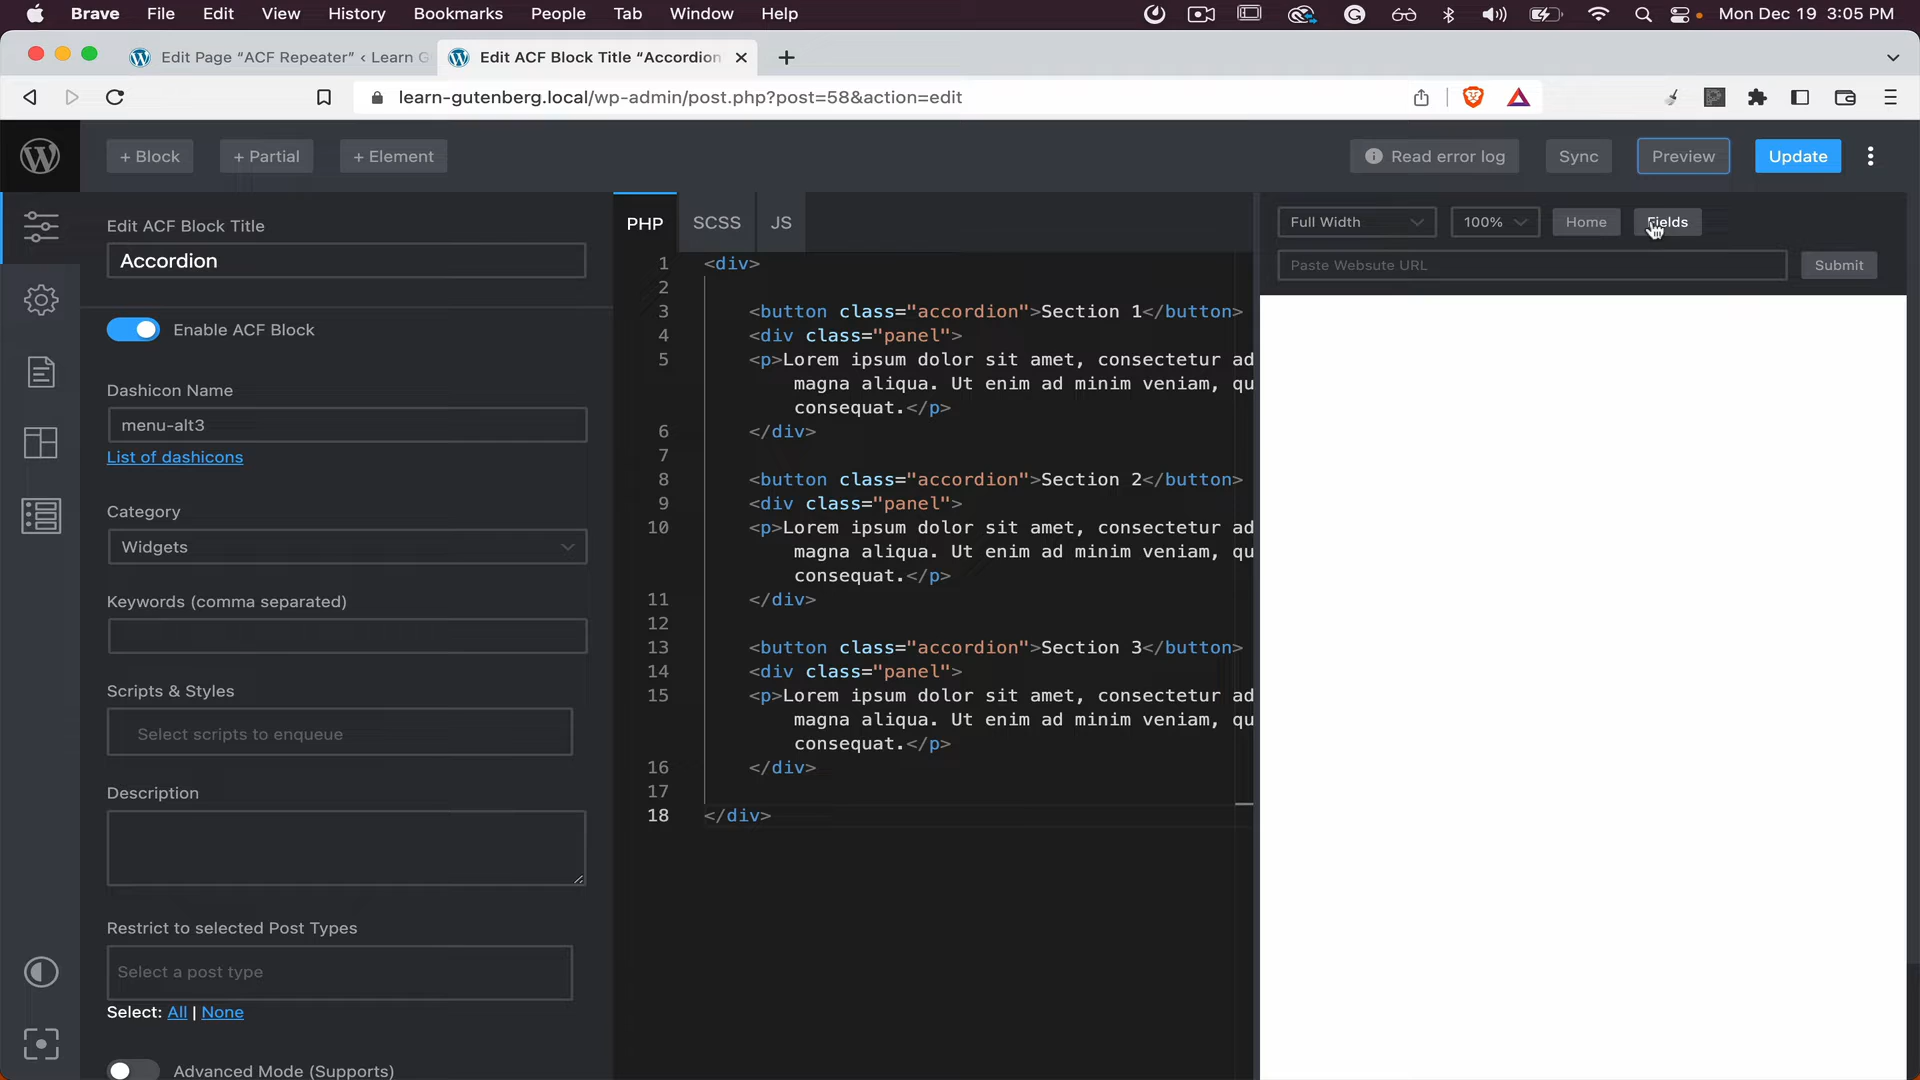 Brave File Edit View History Bookmarks People Tab Window Help Mon Dec 19 3:05 PM
Edit Page “ACF Repeater” ‹ Learn G
Edit ACF Block Title “Accordion
learn-gutenberg.local/wp-admin/post.php?post=58&action=edit
+ Block + Partial + Element Read error log Sync Preview Update
Edit ACF Block Title
Accordion
Enable ACF Block
Dashicon Name
menu-alt3
List of dashicons
Category
Widgets
Keywords (comma separated)
Scripts & Styles
Select scripts to enqueue
Description
Restrict to selected Post Types
Select a post type
Select: All | None
Advanced Mode (Supports)
PHP SCSS JS
1 <div>
2
3 <button class="accordion">Section 1</button>
4 <div class="panel">
5 <p>Lorem ipsum dolor sit amet, consectetur ad
magna aliqua. Ut enim ad minim veniam, qu
consequat.</p>
6 </div>
7
8 <button class="accordion">Section 2</button>
9 <div class="panel">
10 <p>Lorem ipsum dolor sit amet, consectetur ad
magna aliqua. Ut enim ad minim veniam, qu
consequat.</p>
11 </div>
12
13 <button class="accordion">Section 3</button>
14 <div class="panel">
15 <p>Lorem ipsum dolor sit amet, consectetur ad
magna aliqua. Ut enim ad minim veniam, qu
consequat.</p>
16 </div>
17
18 </div>
Full Width 100% Home Fields
Paste Websute URL Submit